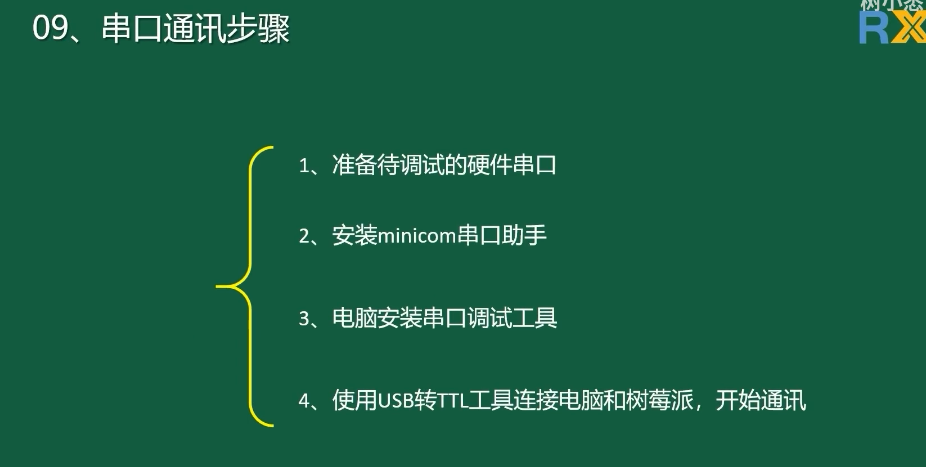 09、串口通讯步骤
RX
1、准备待调试的硬件串口
2、安装minicom串口助手
3、电脑安装串口调试工具
4、使用USB转TTL工具连接电脑和树莓派，开始通讯